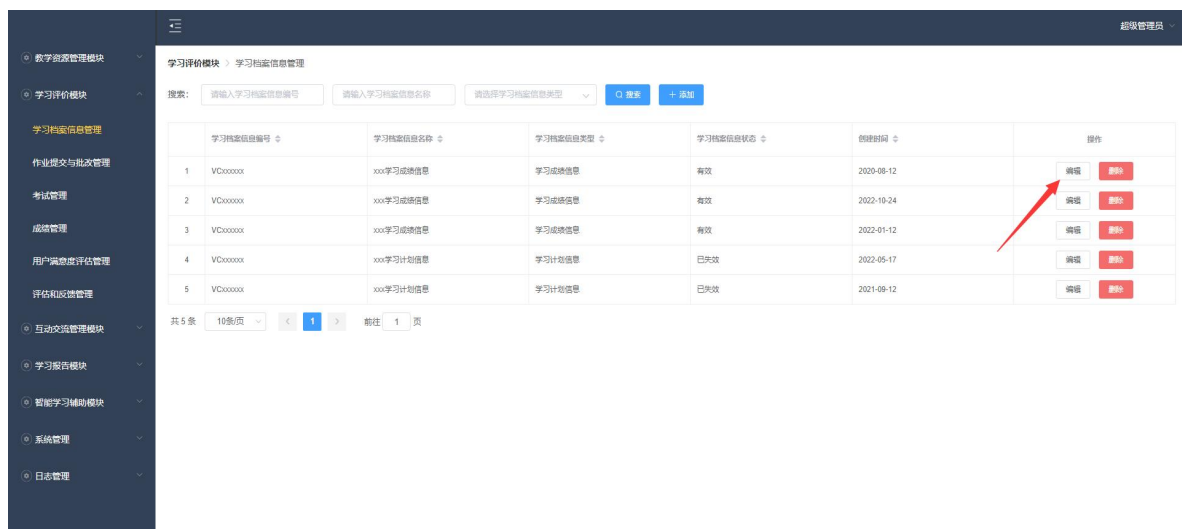 超级管理员
教学资源管理模块
学习评价模块
学习档案信息管理
作业提交与批改管理
考试管理
成绩管理
用户满意度评估管理
评估和反馈管理
互动交流管理模块
学习报告模块
智能学习辅助模块
系统管理
日志管理
学习评价模块 > 学习档案信息管理
搜索: 请输入学习档案信息编号 请输入学习档案信息名称 请选择学习档案信息类型 搜索 + 添加
学习档案信息编号 学习档案信息名称 学习档案信息类型 学习档案信息状态 创建时间 操作
1 VCxxxxxx xxx学习成绩信息 学习成绩信息 有效 2020-08-12 编辑 删除
2 VCxxxxxx xxx学习成绩信息 学习成绩信息 有效 2022-10-24 编辑 删除
3 VCxxxxxx xxx学习成绩信息 学习成绩信息 有效 2022-01-12 编辑 删除
4 VCxxxxxx xxx学习计划信息 学习计划信息 已失效 2022-05-17 编辑 删除
5 VCxxxxxx xxx学习计划信息 学习计划信息 已失效 2021-09-12 编辑 删除
共 5 条 10条/页 < 1 > 前往 1 页